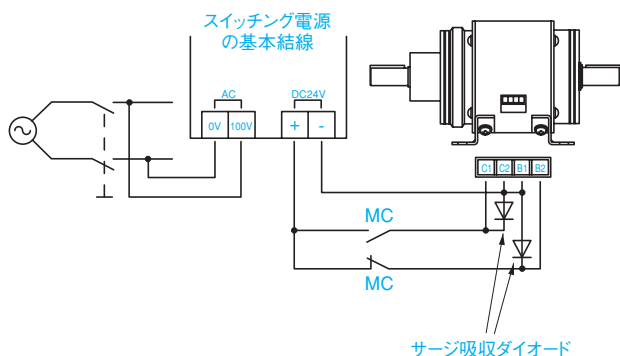 スイッチング電源
の基本結線
AC
DC24V
0V 100V
+ -
C1 C2 B1 B2
MC
MC
サージ吸収ダイオード